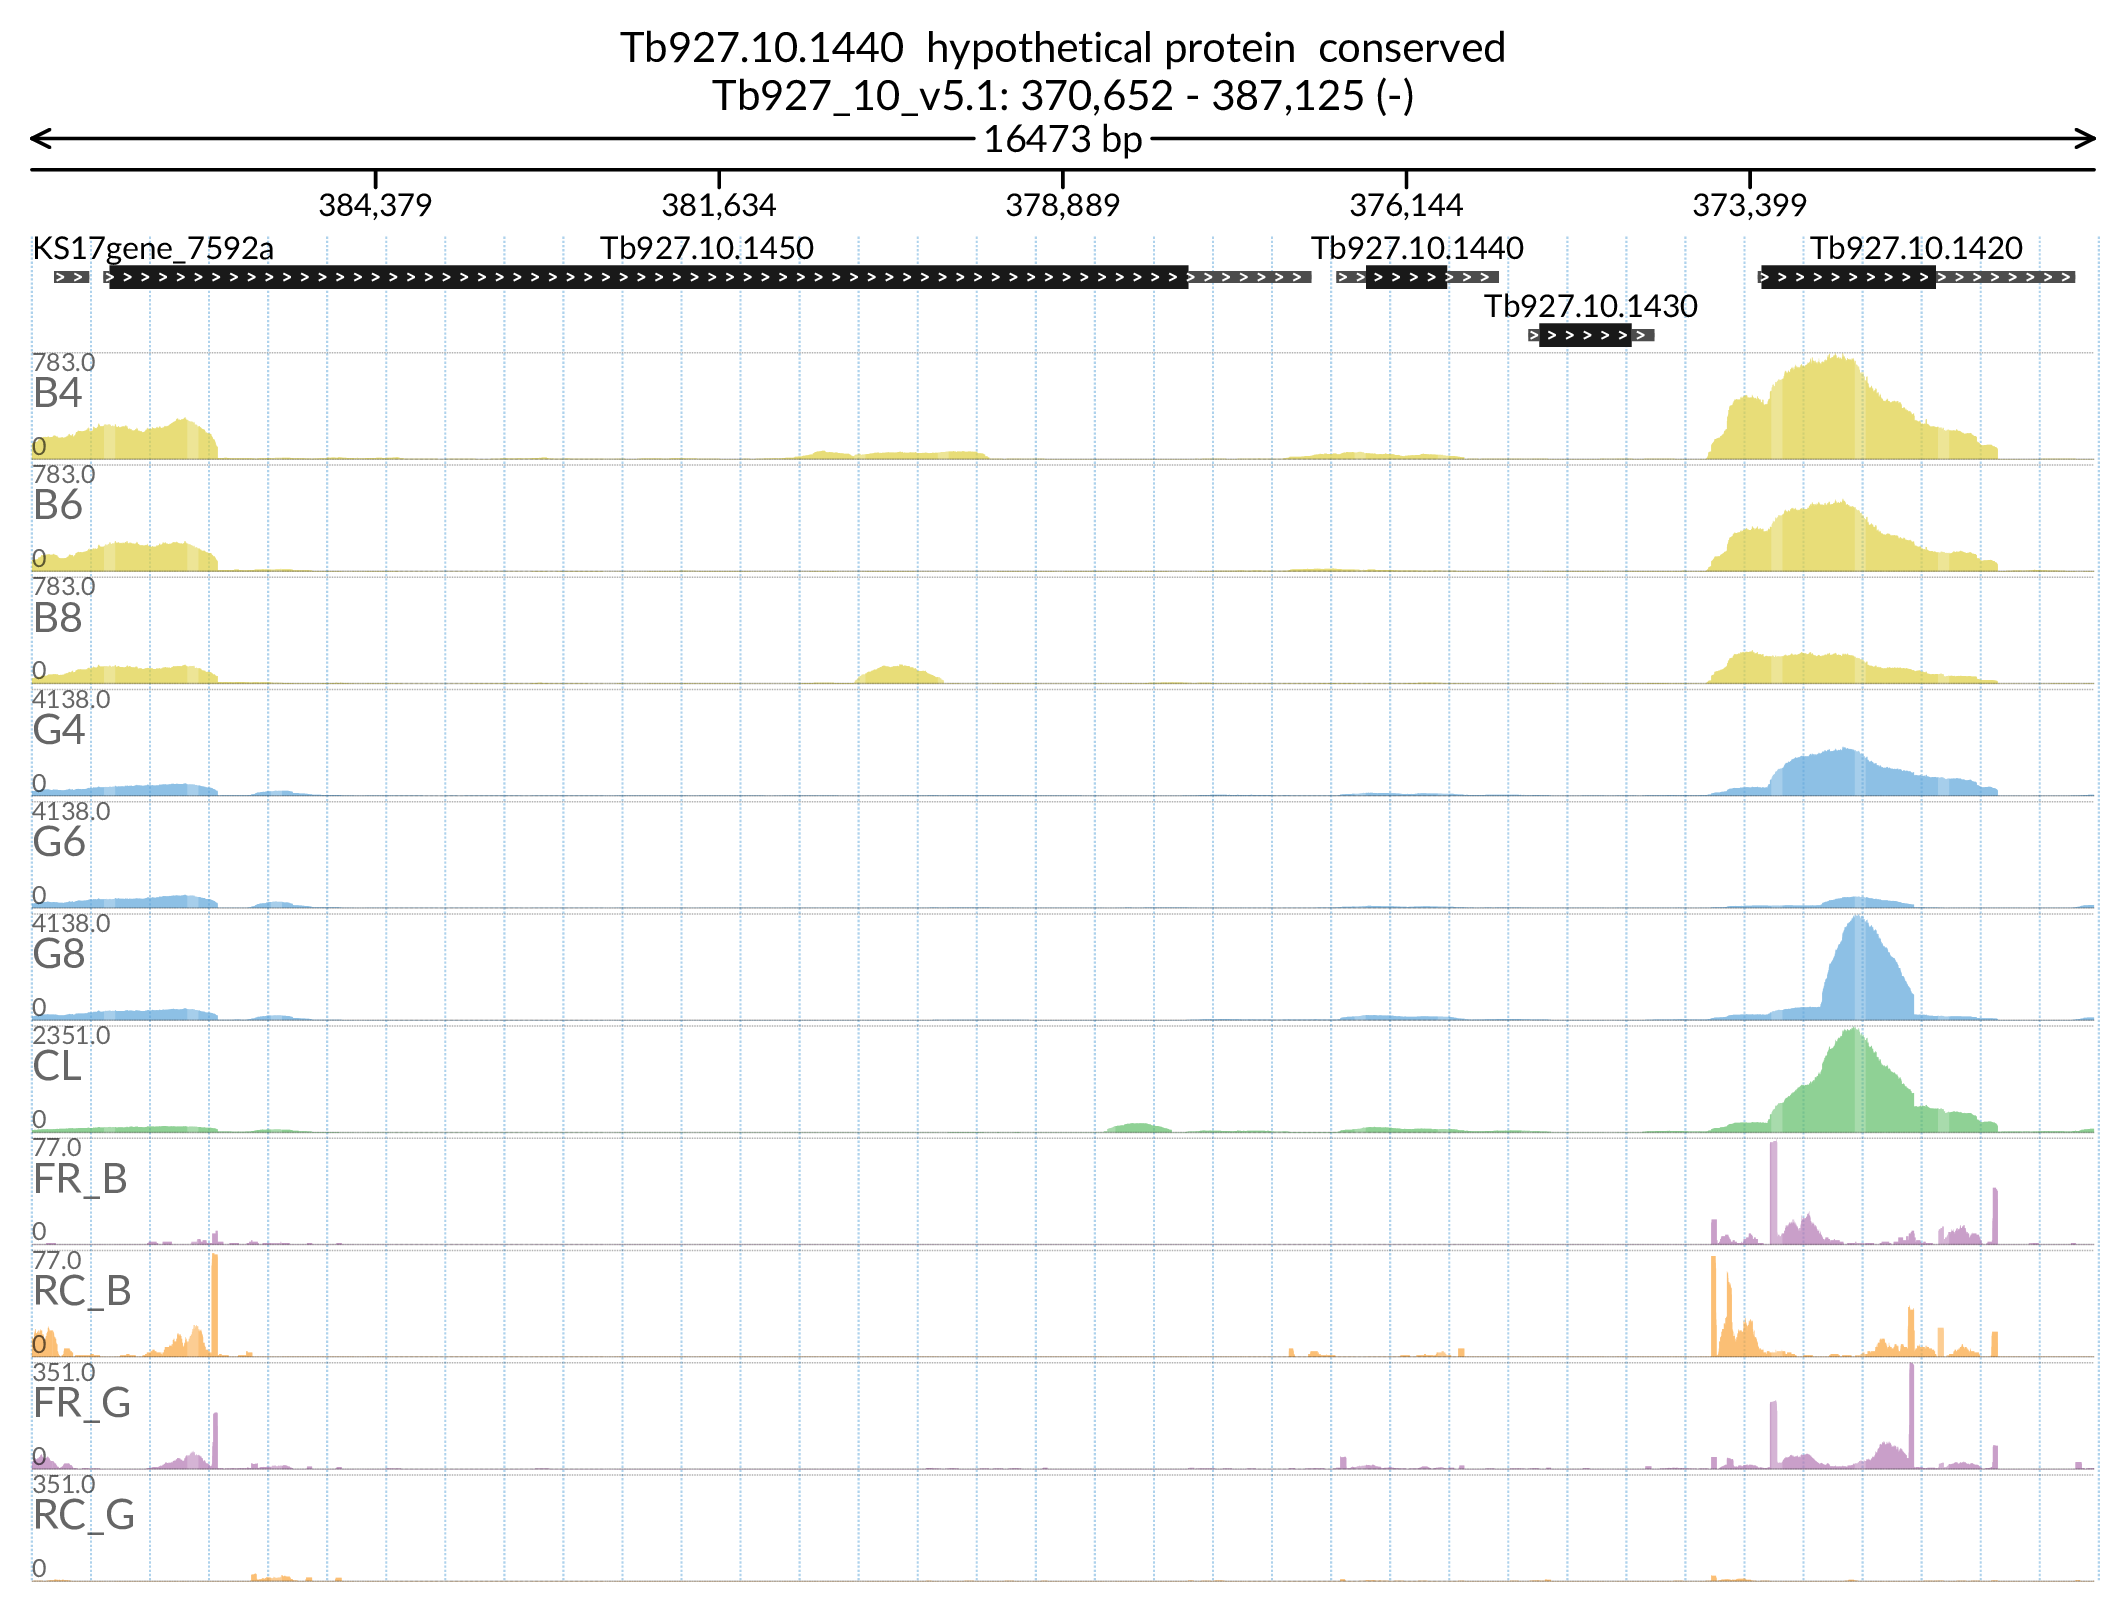 Tb927.10.1440  hypothetical protein  conserved
Tb927_10_v5.1: 370,652 - 387,125 (-)
16473 bp
384,379 381,634 378,889 376,144 373,399
KS17gene_7592a Tb927.10.1450 Tb927.10.1440 Tb927.10.1420
Tb927.10.1430
783.0
B4
0
783.0
B6
0
783.0
B8
0
4138.0
G4
0
4138.0
G6
0
4138.0
G8
0
2351.0
CL
0
77.0
FR_B
0
77.0
RC_B
0
351.0
FR_G
0
351.0
RC_G
0